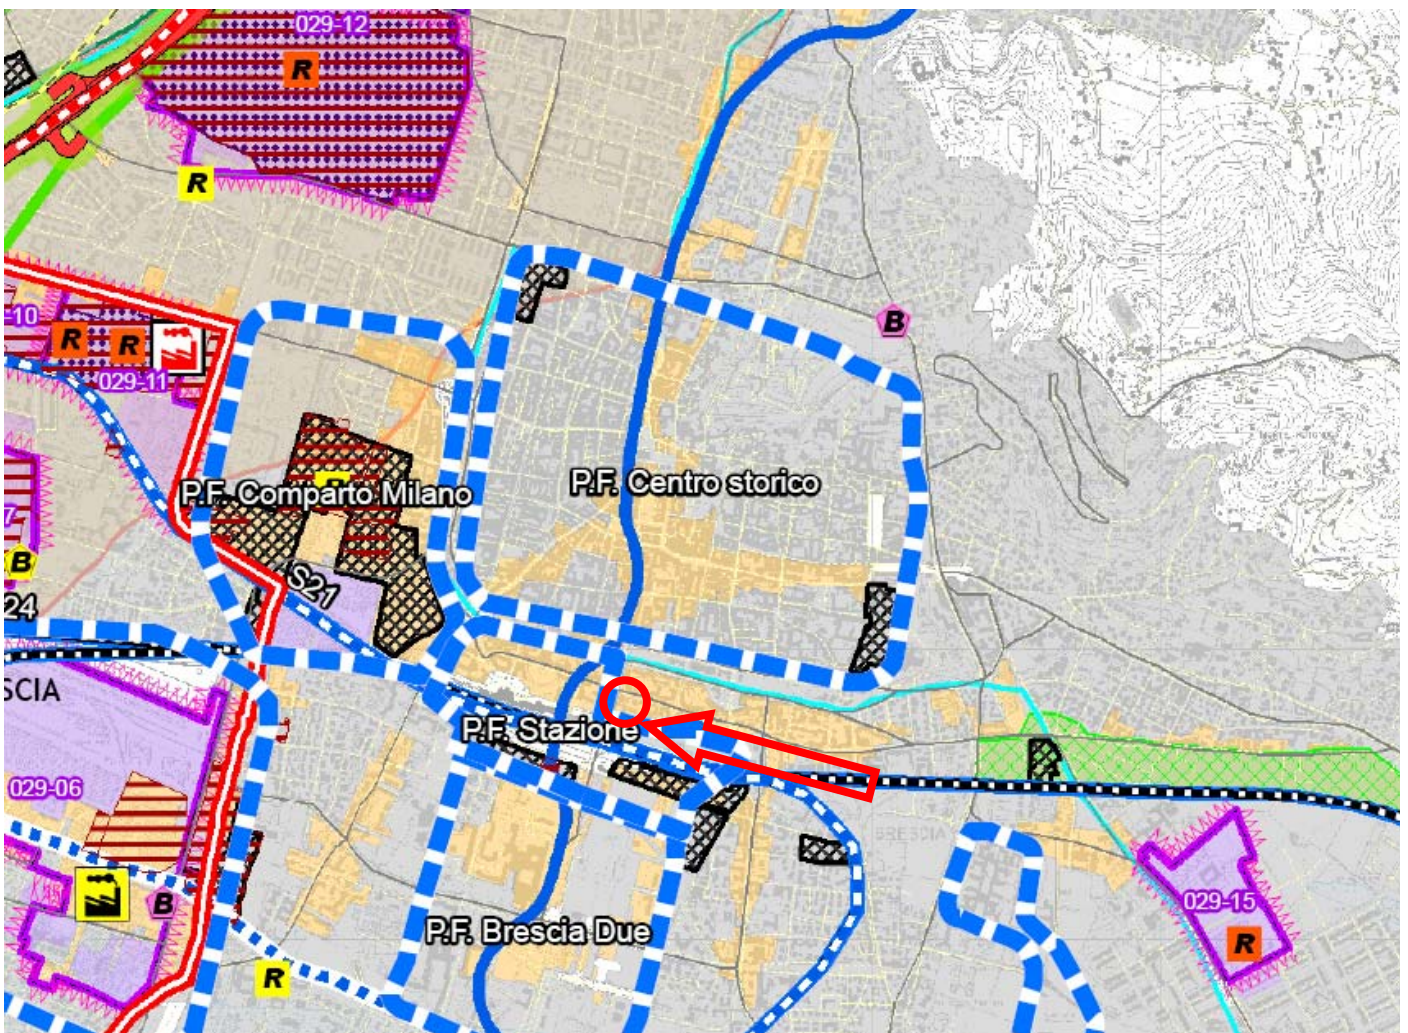 029-12
R
R
B
-10
R
R
029-11
P.F. Comparto Milano
P.F. Centro storico
B
S21
24
SCIA
P.F. Stazione
029-06
BRESCIA
029-15
B
P.F. Brescia Due
R
R